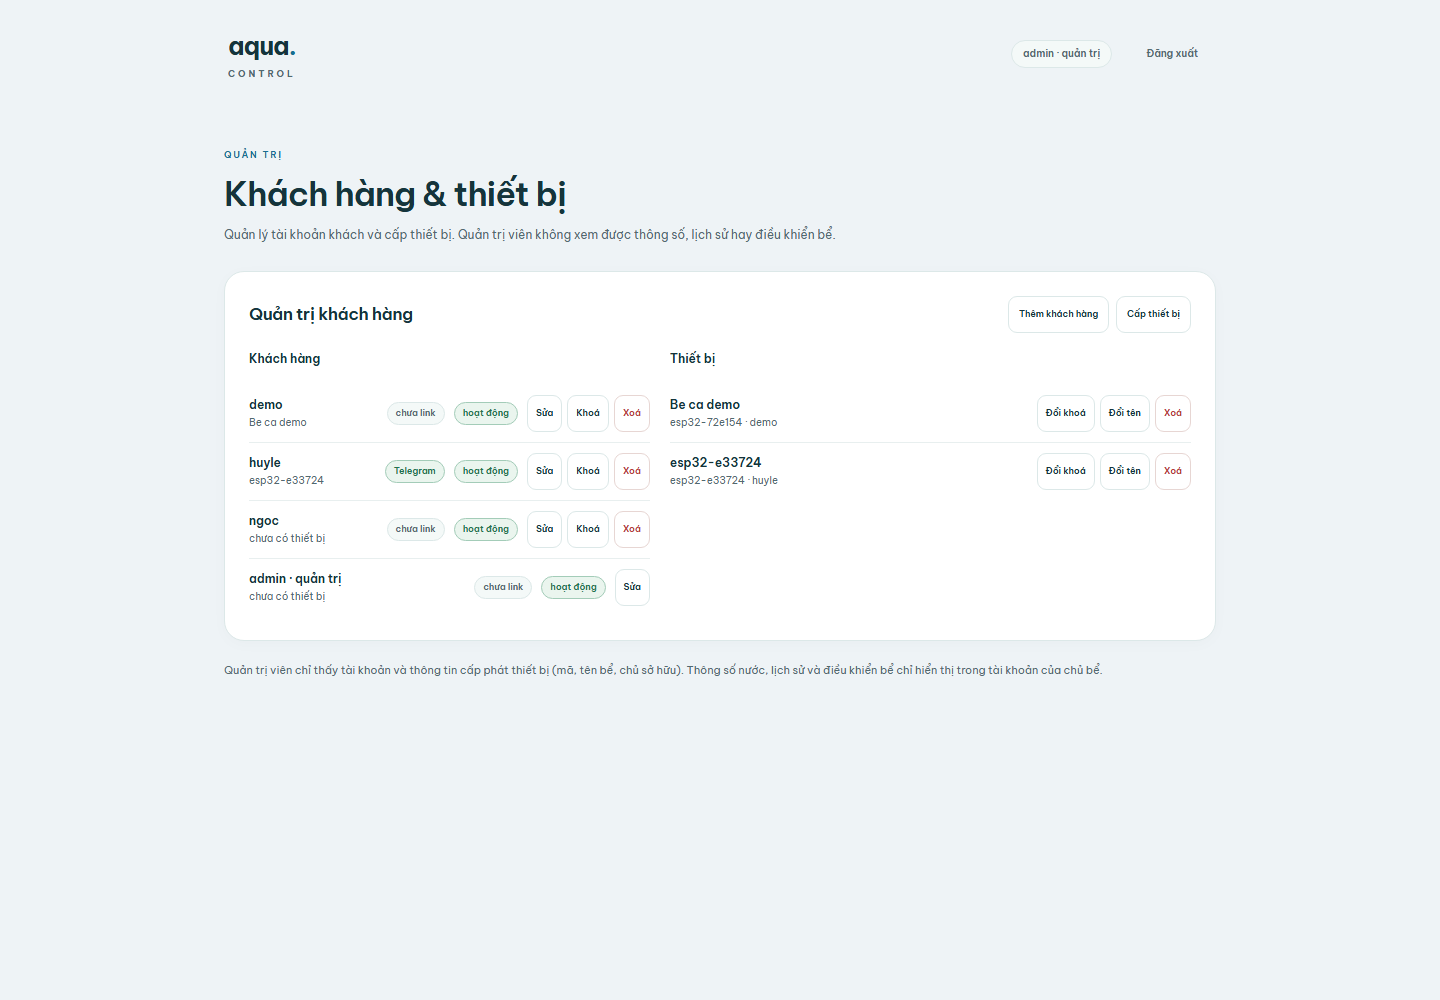 aqua.
CONTROL
admin · quản trị
Đăng xuất
QUẢN TRỊ
Khách hàng & thiết bị
Quản lý tài khoản khách và cấp thiết bị. Quản trị viên không xem được thông số, lịch sử hay điều khiển bể.
Quản trị khách hàng
Thêm khách hàng
Cấp thiết bị
Khách hàng
demo
Be ca demo
chưa link
hoạt động
Sửa
Khoá
Xoá
huyle
esp32-e33724
Telegram
hoạt động
Sửa
Khoá
Xoá
ngoc
chưa có thiết bị
chưa link
hoạt động
Sửa
Khoá
Xoá
admin · quản trị
chưa có thiết bị
chưa link
hoạt động
Sửa
Thiết bị
Be ca demo
esp32-72e154 · demo
Đổi khoá
Đổi tên
Xoá
esp32-e33724
esp32-e33724 · huyle
Đổi khoá
Đổi tên
Xoá
Quản trị viên chỉ thấy tài khoản và thông tin cấp phát thiết bị (mã, tên bể, chủ sở hữu). Thông số nước, lịch sử và điều khiển bể chỉ hiển thị trong tài khoản của chủ bể.